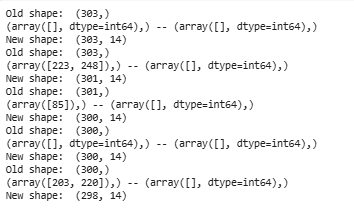 Old shape:  (303,)
(array([], dtype=int64),) -- (array([], dtype=int64),)
New shape:  (303, 14)
Old shape:  (303,)
(array([223, 248]),) -- (array([], dtype=int64),)
New shape:  (301, 14)
Old shape:  (301,)
(array([85]),) -- (array([], dtype=int64),)
New shape:  (300, 14)
Old shape:  (300,)
(array([], dtype=int64),) -- (array([], dtype=int64),)
New shape:  (300, 14)
Old shape:  (300,)
(array([203, 220]),) -- (array([], dtype=int64),)
New shape:  (298, 14)